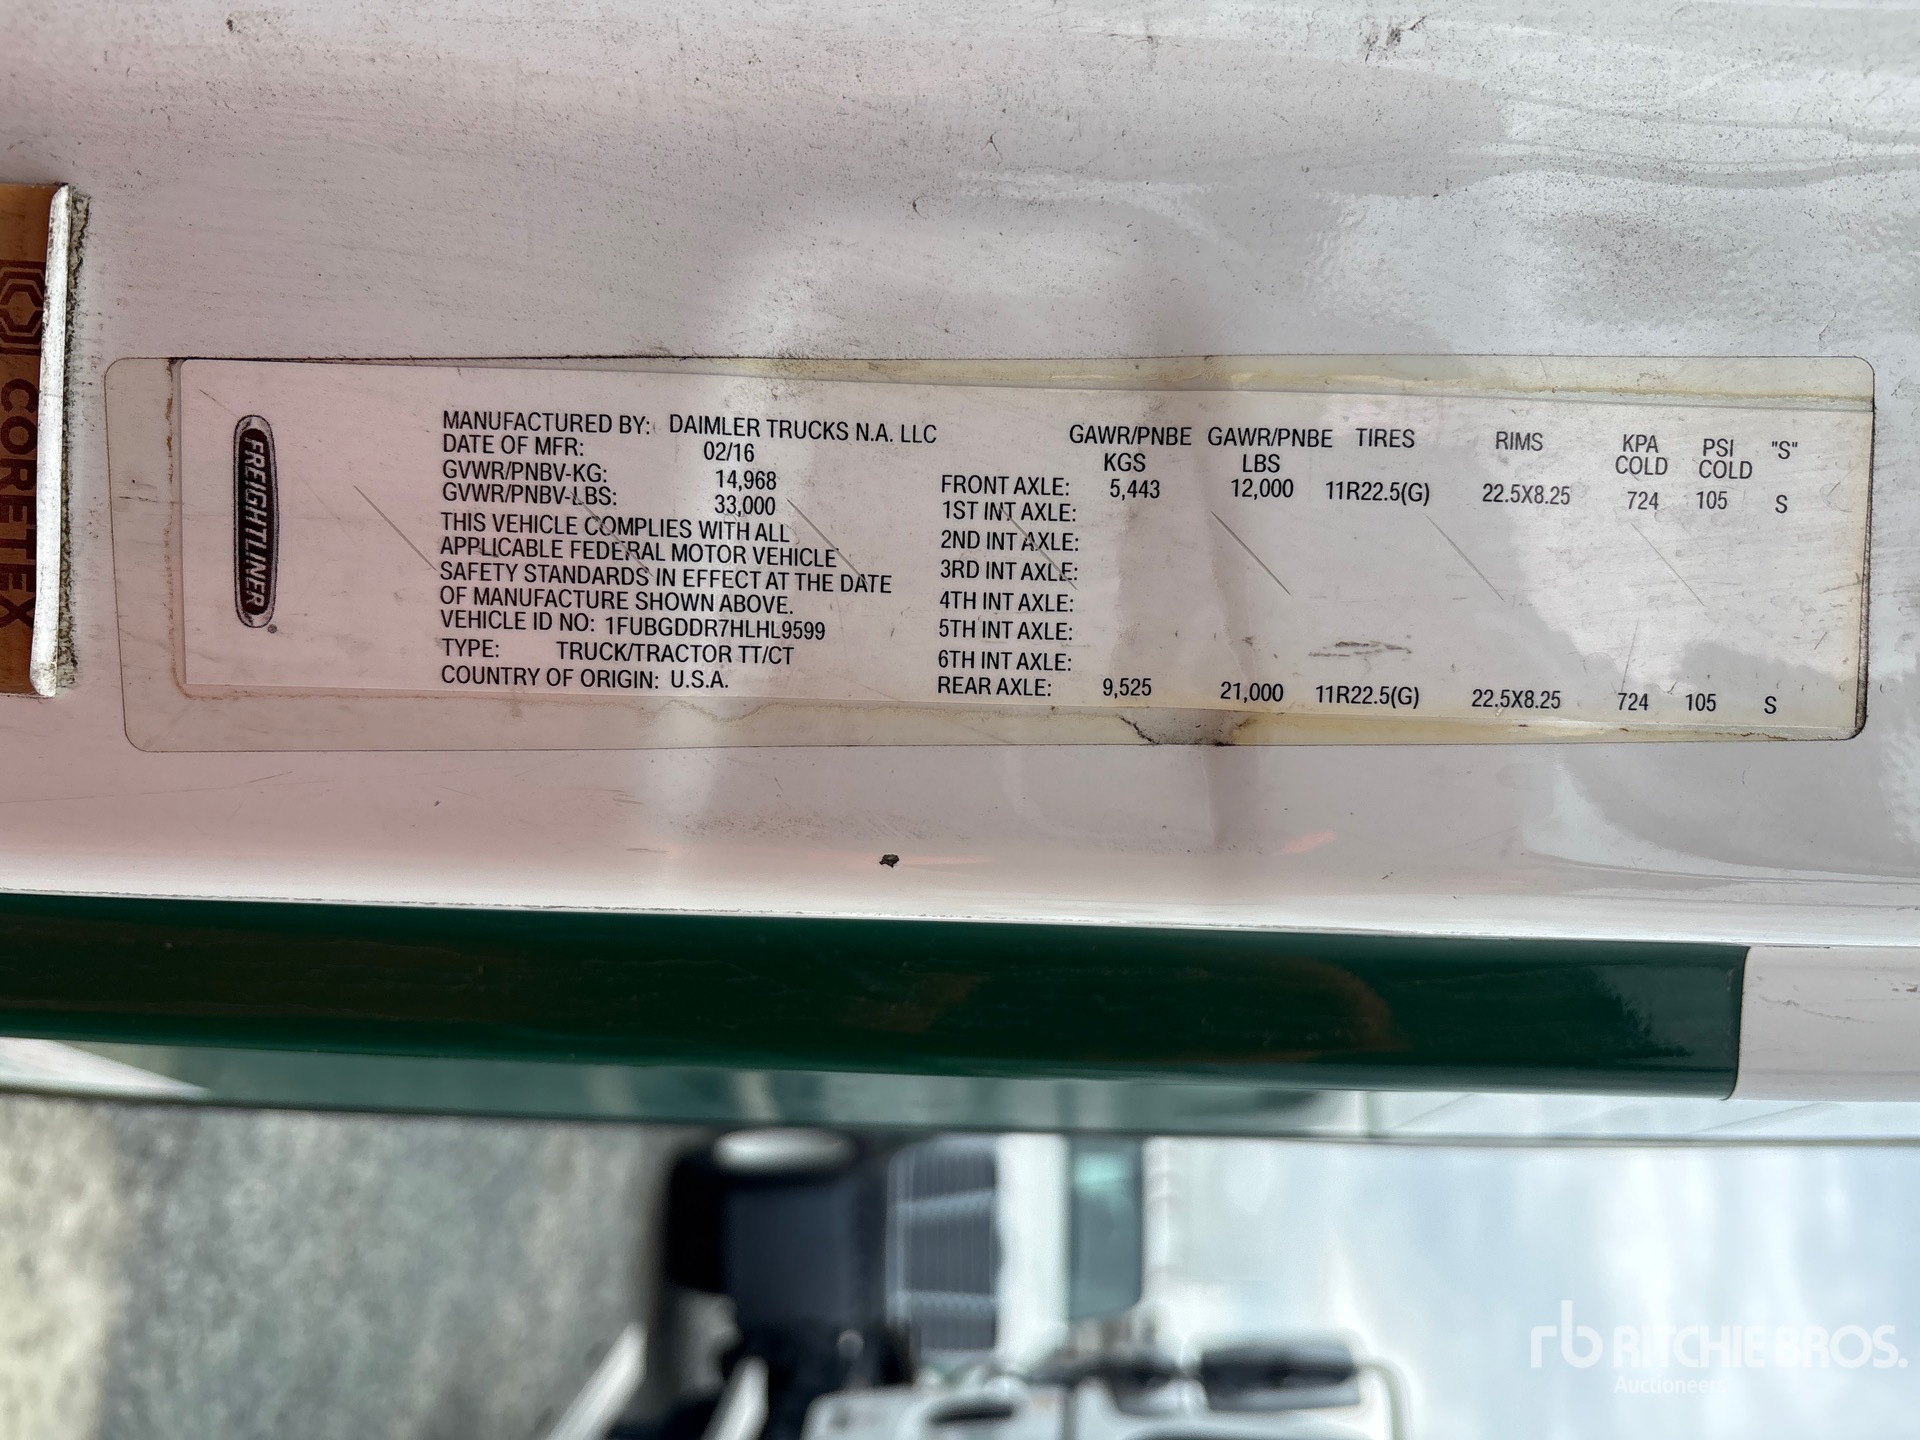 CORETEX
FREIGHTLINER
MANUFACTURED BY: DAIMLER TRUCKS N.A. LLC
DATE OF MFR: 02/16
GVWR/PNBV-KG: 14,968
GVWR/PNBV-LBS: 33,000
THIS VEHICLE COMPLIES WITH ALL
APPLICABLE FEDERAL MOTOR VEHICLE
SAFETY STANDARDS IN EFFECT AT THE DATE
OF MANUFACTURE SHOWN ABOVE.
VEHICLE ID NO: 1FUBGDDR7HLHL9599
TYPE: TRUCK/TRACTOR TT/CT
COUNTRY OF ORIGIN: U.S.A.
GAWR/PNBE GAWR/PNBE TIRES RIMS KPA PSI "S"
KGS LBS COLD COLD
FRONT AXLE: 5,443 12,000 11R22.5(G) 22.5X8.25 724 105 S
1ST INT AXLE:
2ND INT AXLE:
3RD INT AXLE:
4TH INT AXLE:
5TH INT AXLE:
6TH INT AXLE:
REAR AXLE: 9,525 21,000 11R22.5(G) 22.5X8.25 724 105 S
rb RITCHIE BROS.
Auctioneers